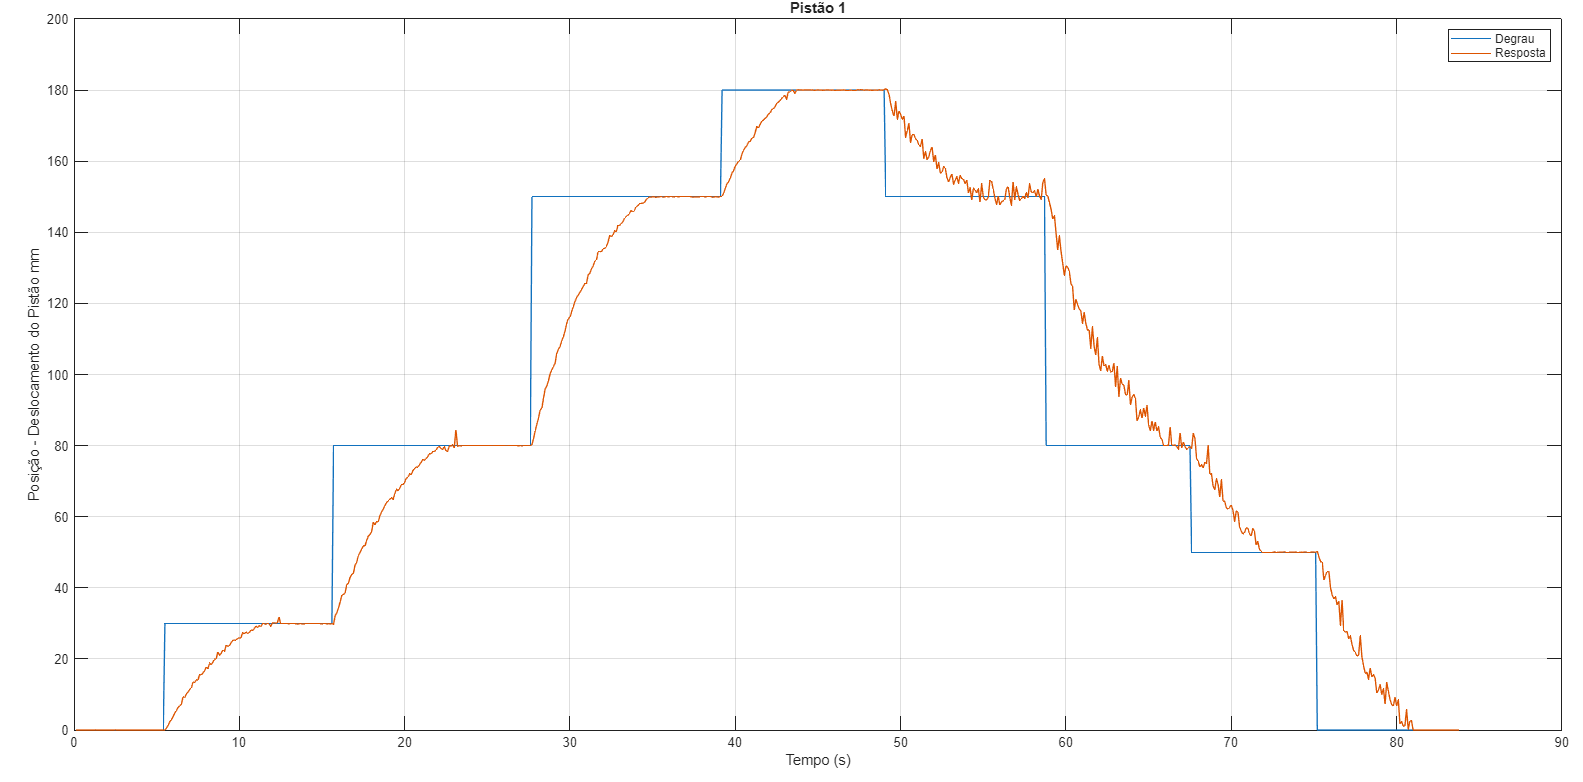 Pistão 1
Degrau
Resposta
Posição - Deslocamento do Pistão mm
200
180
160
140
120
100
80
60
40
20
0
0 10 20 30 40 50 60 70 80 90
Tempo (s)